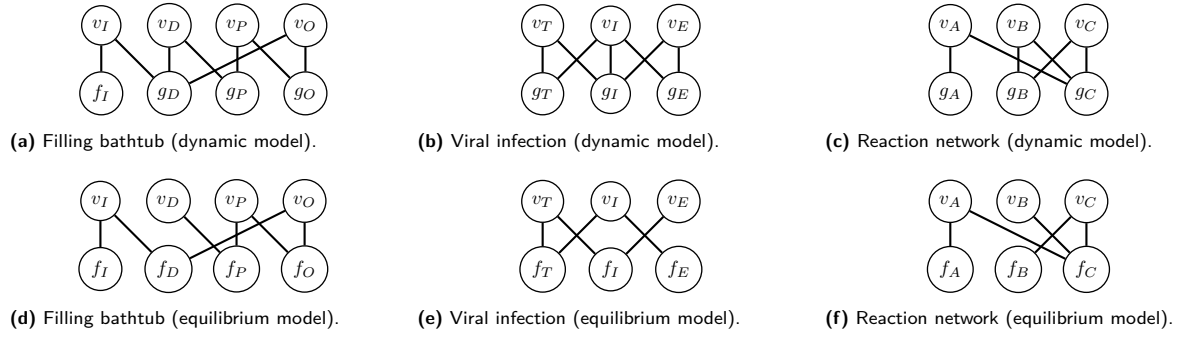 v_I v_D v_P v_O v_T v_I v_E v_A v_B v_C
f_I g_D g_P g_O g_T g_I g_E g_A g_B g_C
(a) Filling bathtub (dynamic model). (b) Viral infection (dynamic model). (c) Reaction network (dynamic model).
v_I v_D v_P v_O v_T v_I v_E v_A v_B v_C
f_I f_D f_P f_O f_T f_I f_E f_A f_B f_C
(d) Filling bathtub (equilibrium model). (e) Viral infection (equilibrium model). (f) Reaction network (equilibrium model).